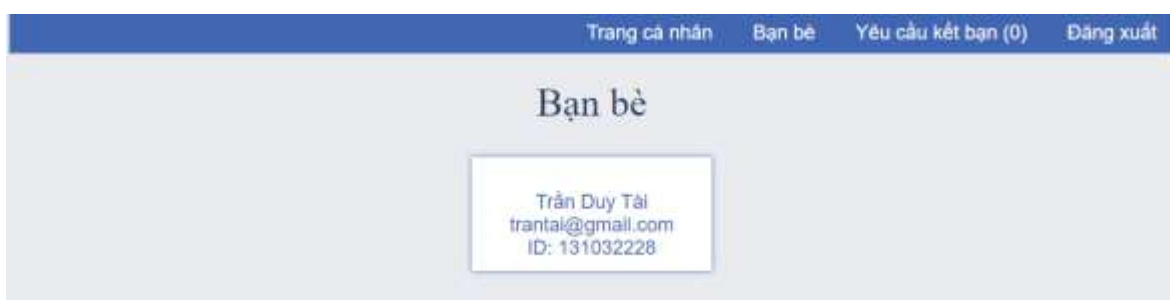 Trang cá nhân Bạn bè Yêu cầu kết bạn (0) Đăng xuất
Bạn bè
Trần Duy Tài
trantai@gmail.com
ID: 131032228